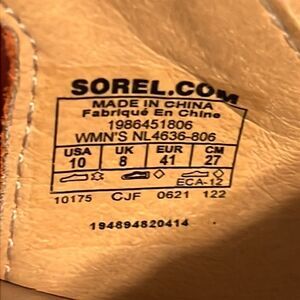 SOREL.COM
MADE IN CHINA
Fabriqué En Chine
1986451806
WMN'S NL4636-806
USA UK EUR CM
10 8 41 27
ECA-12
10175 CJF 0621 122
194894820414